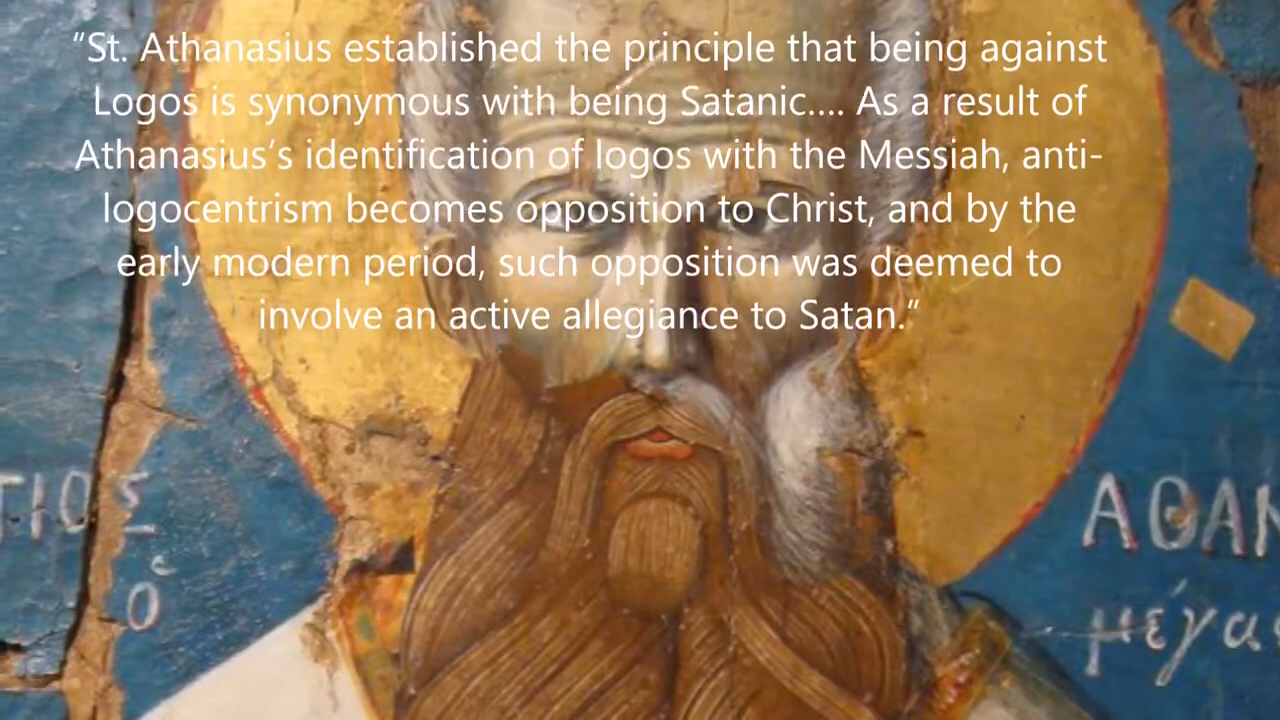 “St. Athanasius established the principle that being against
Logos is synonymous with being Satanic…. As a result of
Athanasius’s identification of logos with the Messiah, anti-
logocentrism becomes opposition to Christ, and by the
early modern period, such opposition was deemed to
involve an active allegiance to Satan.”
ΑΘΑΝ
μέγας
ὁ